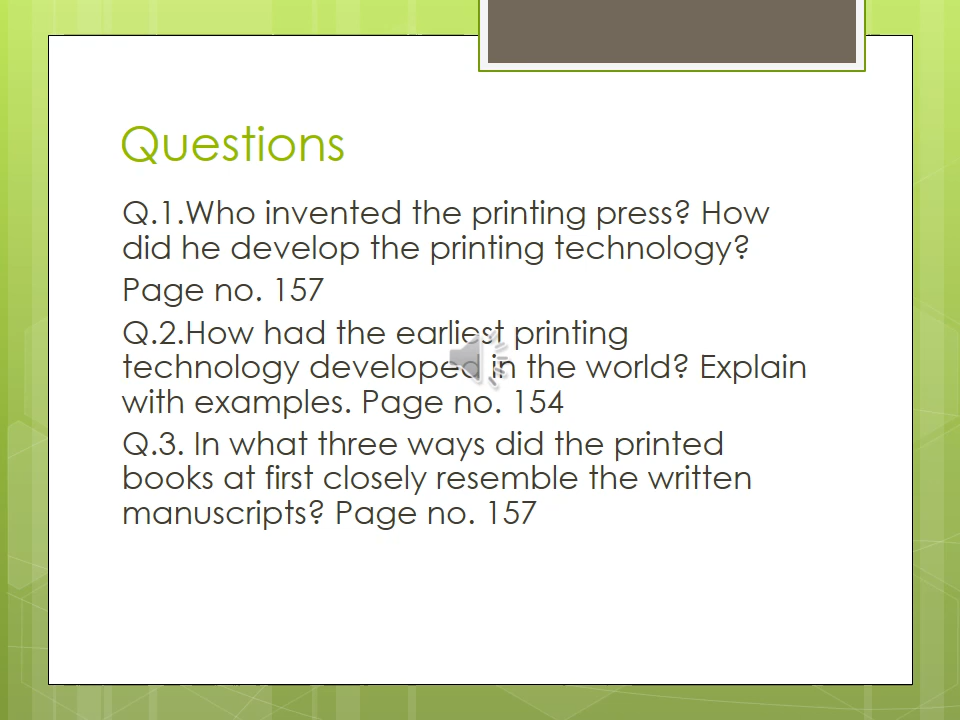 Questions
Q.1.Who invented the printing press? How
did he develop the printing technology?
Page no. 157
Q.2.How had the earliest printing
technology developed in the world? Explain
with examples. Page no. 154
Q.3. In what three ways did the printed
books at first closely resemble the written
manuscripts? Page no. 157